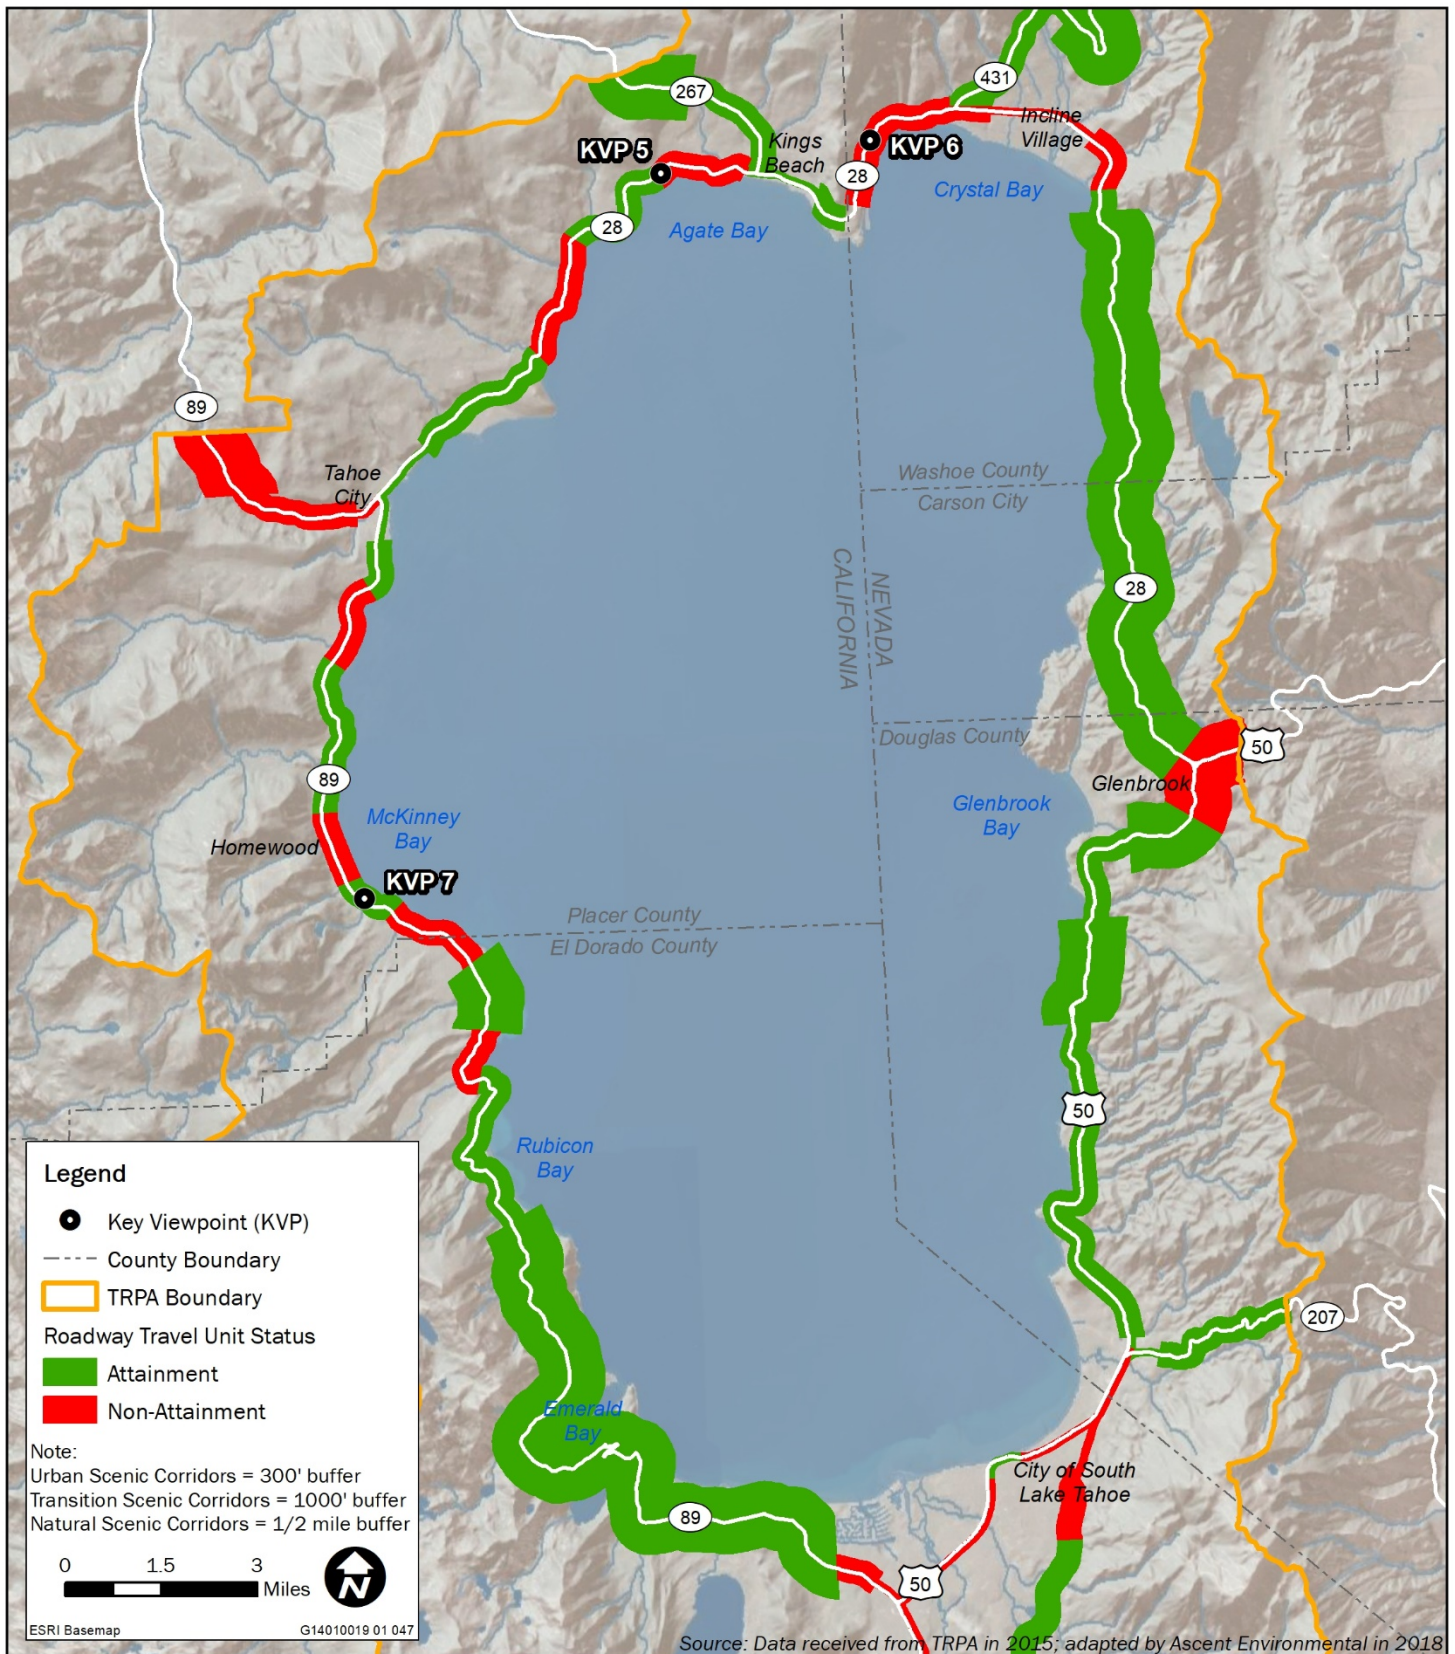 431
267
Incline
Village
Kings
Beach
KVP 5
KVP 6
28
Crystal Bay
28
Agate Bay
89
Tahoe
City
Washoe County
Carson City
NEVADA
CALIFORNIA
28
Douglas County
50
89
Glenbrook
Glenbrook
Bay
McKinney
Bay
Homewood
KVP 7
Placer County
El Dorado County
50
Rubicon
Bay
207
Emerald
Bay
City of South
Lake Tahoe
89
50
Legend
Key Viewpoint (KVP)
County Boundary
TRPA Boundary
Roadway Travel Unit Status
Attainment
Non-Attainment
Note:
Urban Scenic Corridors = 300' buffer
Transition Scenic Corridors = 1000' buffer
Natural Scenic Corridors = 1/2 mile buffer
0 1.5 3
Miles
N
ESRI Basemap G14010019 01 047
Source: Data received from TRPA in 2015; adapted by Ascent Environmental in 2018